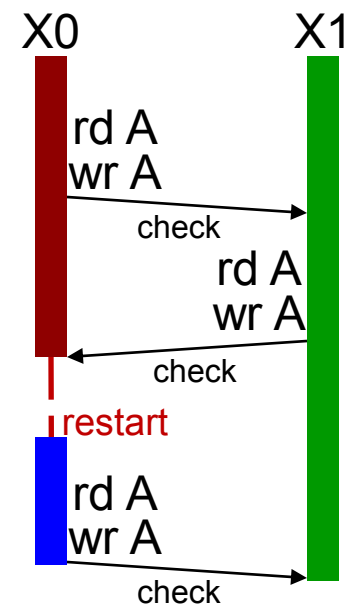 X0 X1
rd A
wr A
check
rd A
wr A
check
restart
rd A
wr A
check